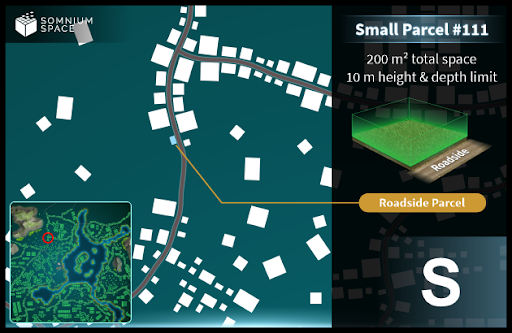 SOMNIUM
SPACE
Small Parcel #111
200 m² total space
10 m height & depth limit
Roadside
Roadside Parcel
S